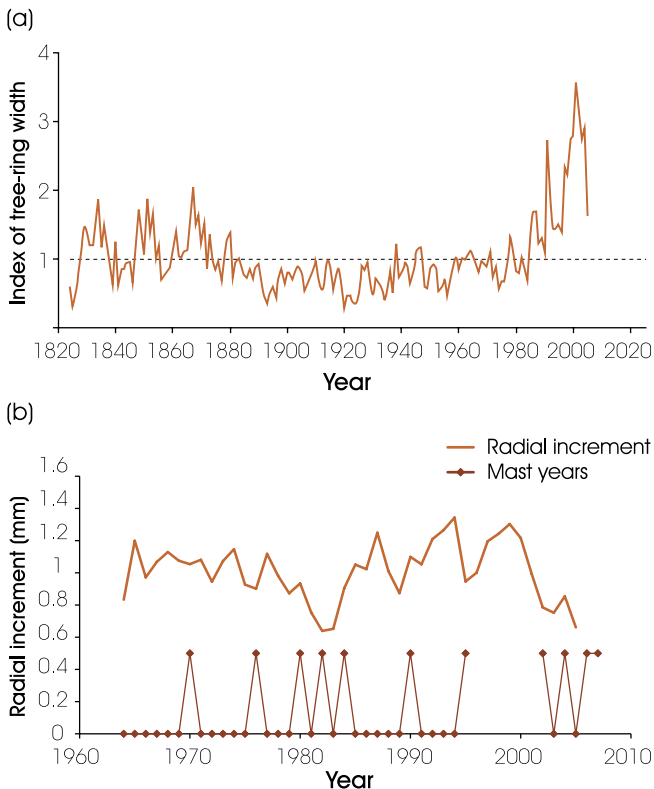 (a)
4
3
2
1
Index of tree-ring width
1820 1840 1860 1880 1900 1920 1940 1960 1980 2000 2020
Year
(b)
Radial increment
Mast years
1.6
1.4
1.2
1
0.8
0.6
0.4
0.2
0
Radial increment (mm)
1960 1970 1980 1990 2000 2010
Year